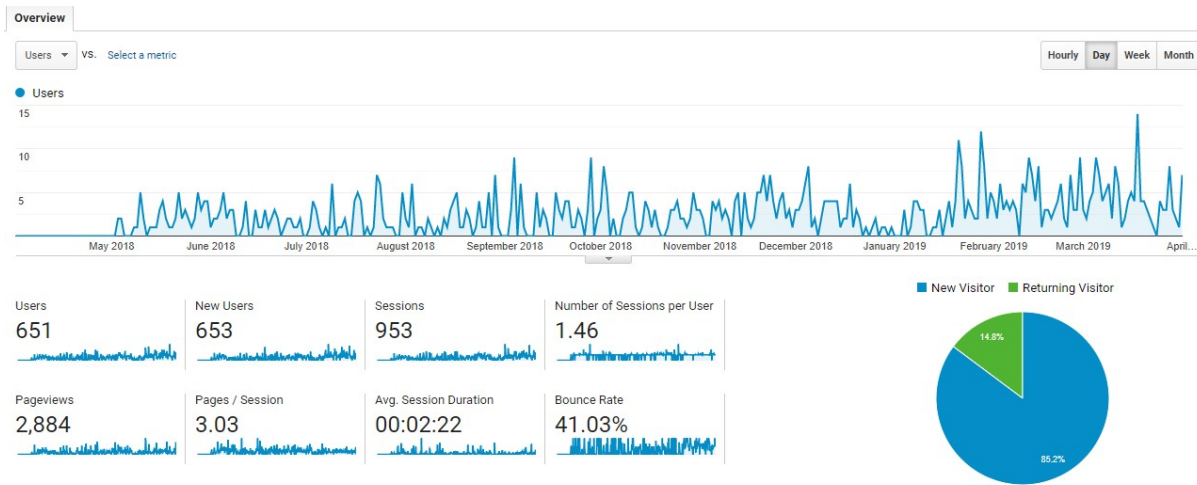 Overview
Users VS. Select a metric
Hourly Day Week Month
Users
15
10
5
May 2018 June 2018 July 2018 August 2018 September 2018 October 2018 November 2018 December 2018 January 2019 February 2019 March 2019 April...
New Visitor Returning Visitor
Users New Users Sessions Number of Sessions per User
651 653 953 1.46
Pageviews Pages / Session Avg. Session Duration Bounce Rate
2,884 3.03 00:02:22 41.03%
14.8%
85.2%